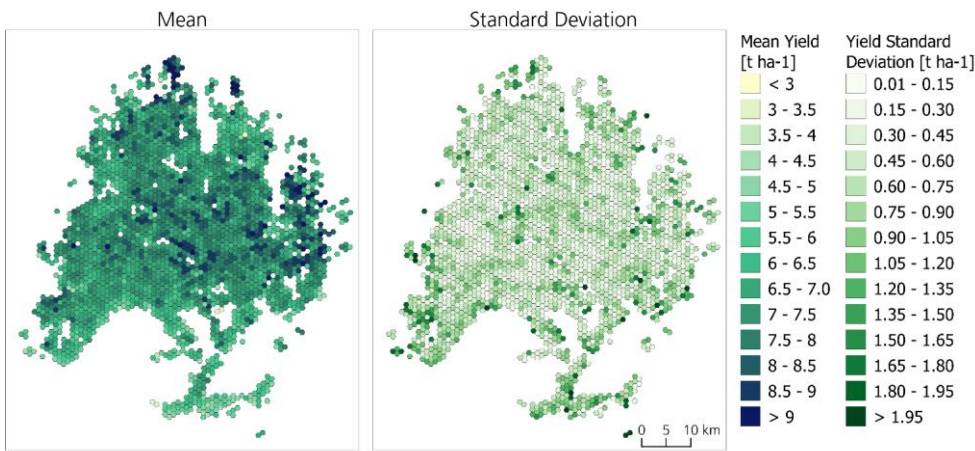 Mean
Standard Deviation
Mean Yield
[t ha-1]
< 3
3 - 3.5
3.5 - 4
4 - 4.5
4.5 - 5
5 - 5.5
5.5 - 6
6 - 6.5
6.5 - 7.0
7 - 7.5
7.5 - 8
8 - 8.5
8.5 - 9
> 9
Yield Standard
Deviation [t ha-1]
0.01 - 0.15
0.15 - 0.30
0.30 - 0.45
0.45 - 0.60
0.60 - 0.75
0.75 - 0.90
0.90 - 1.05
1.05 - 1.20
1.20 - 1.35
1.35 - 1.50
1.50 - 1.65
1.65 - 1.80
1.80 - 1.95
> 1.95
0 5 10 km